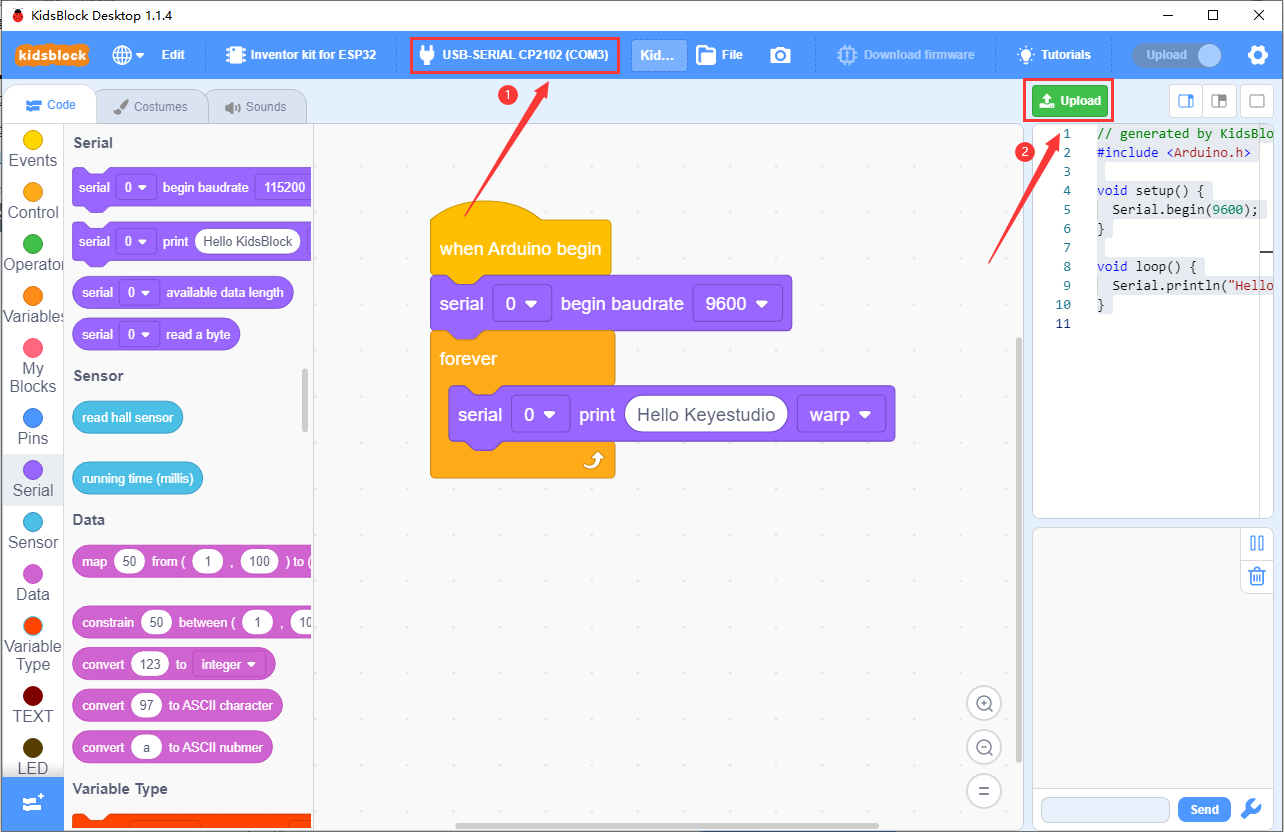 KidsBlock Desktop 1.1.4
kidsblock Edit Inventor kit for ESP32 USB-SERIAL CP2102 (COM3) Kid... File Download firmware Tutorials Upload
1
Code Costumes Sounds
Upload
2
Events
Control
Operator
Variables
My
Blocks
Pins
Serial
Sensor
Data
Variable
Type
TEXT
LED
Serial
serial 0 begin baudrate 115200
serial 0 print Hello KidsBlock
serial 0 available data length
serial 0 read a byte
Sensor
read hall sensor
running time (millis)
Data
map 50 from ( 1 , 100 ) to (
constrain 50 between ( 1 , 10
convert 123 to integer
convert 97 to ASCII character
convert a to ASCII nubmer
Variable Type
when Arduino begin
serial 0 begin baudrate 9600
forever
serial 0 print Hello Keyestudio warp
1 // generated by KidsBlo
2 #include <Arduino.h>
3
4 void setup() {
5 Serial.begin(9600);
6 }
7
8 void loop() {
9 Serial.println("Hello
10 }
11
Send